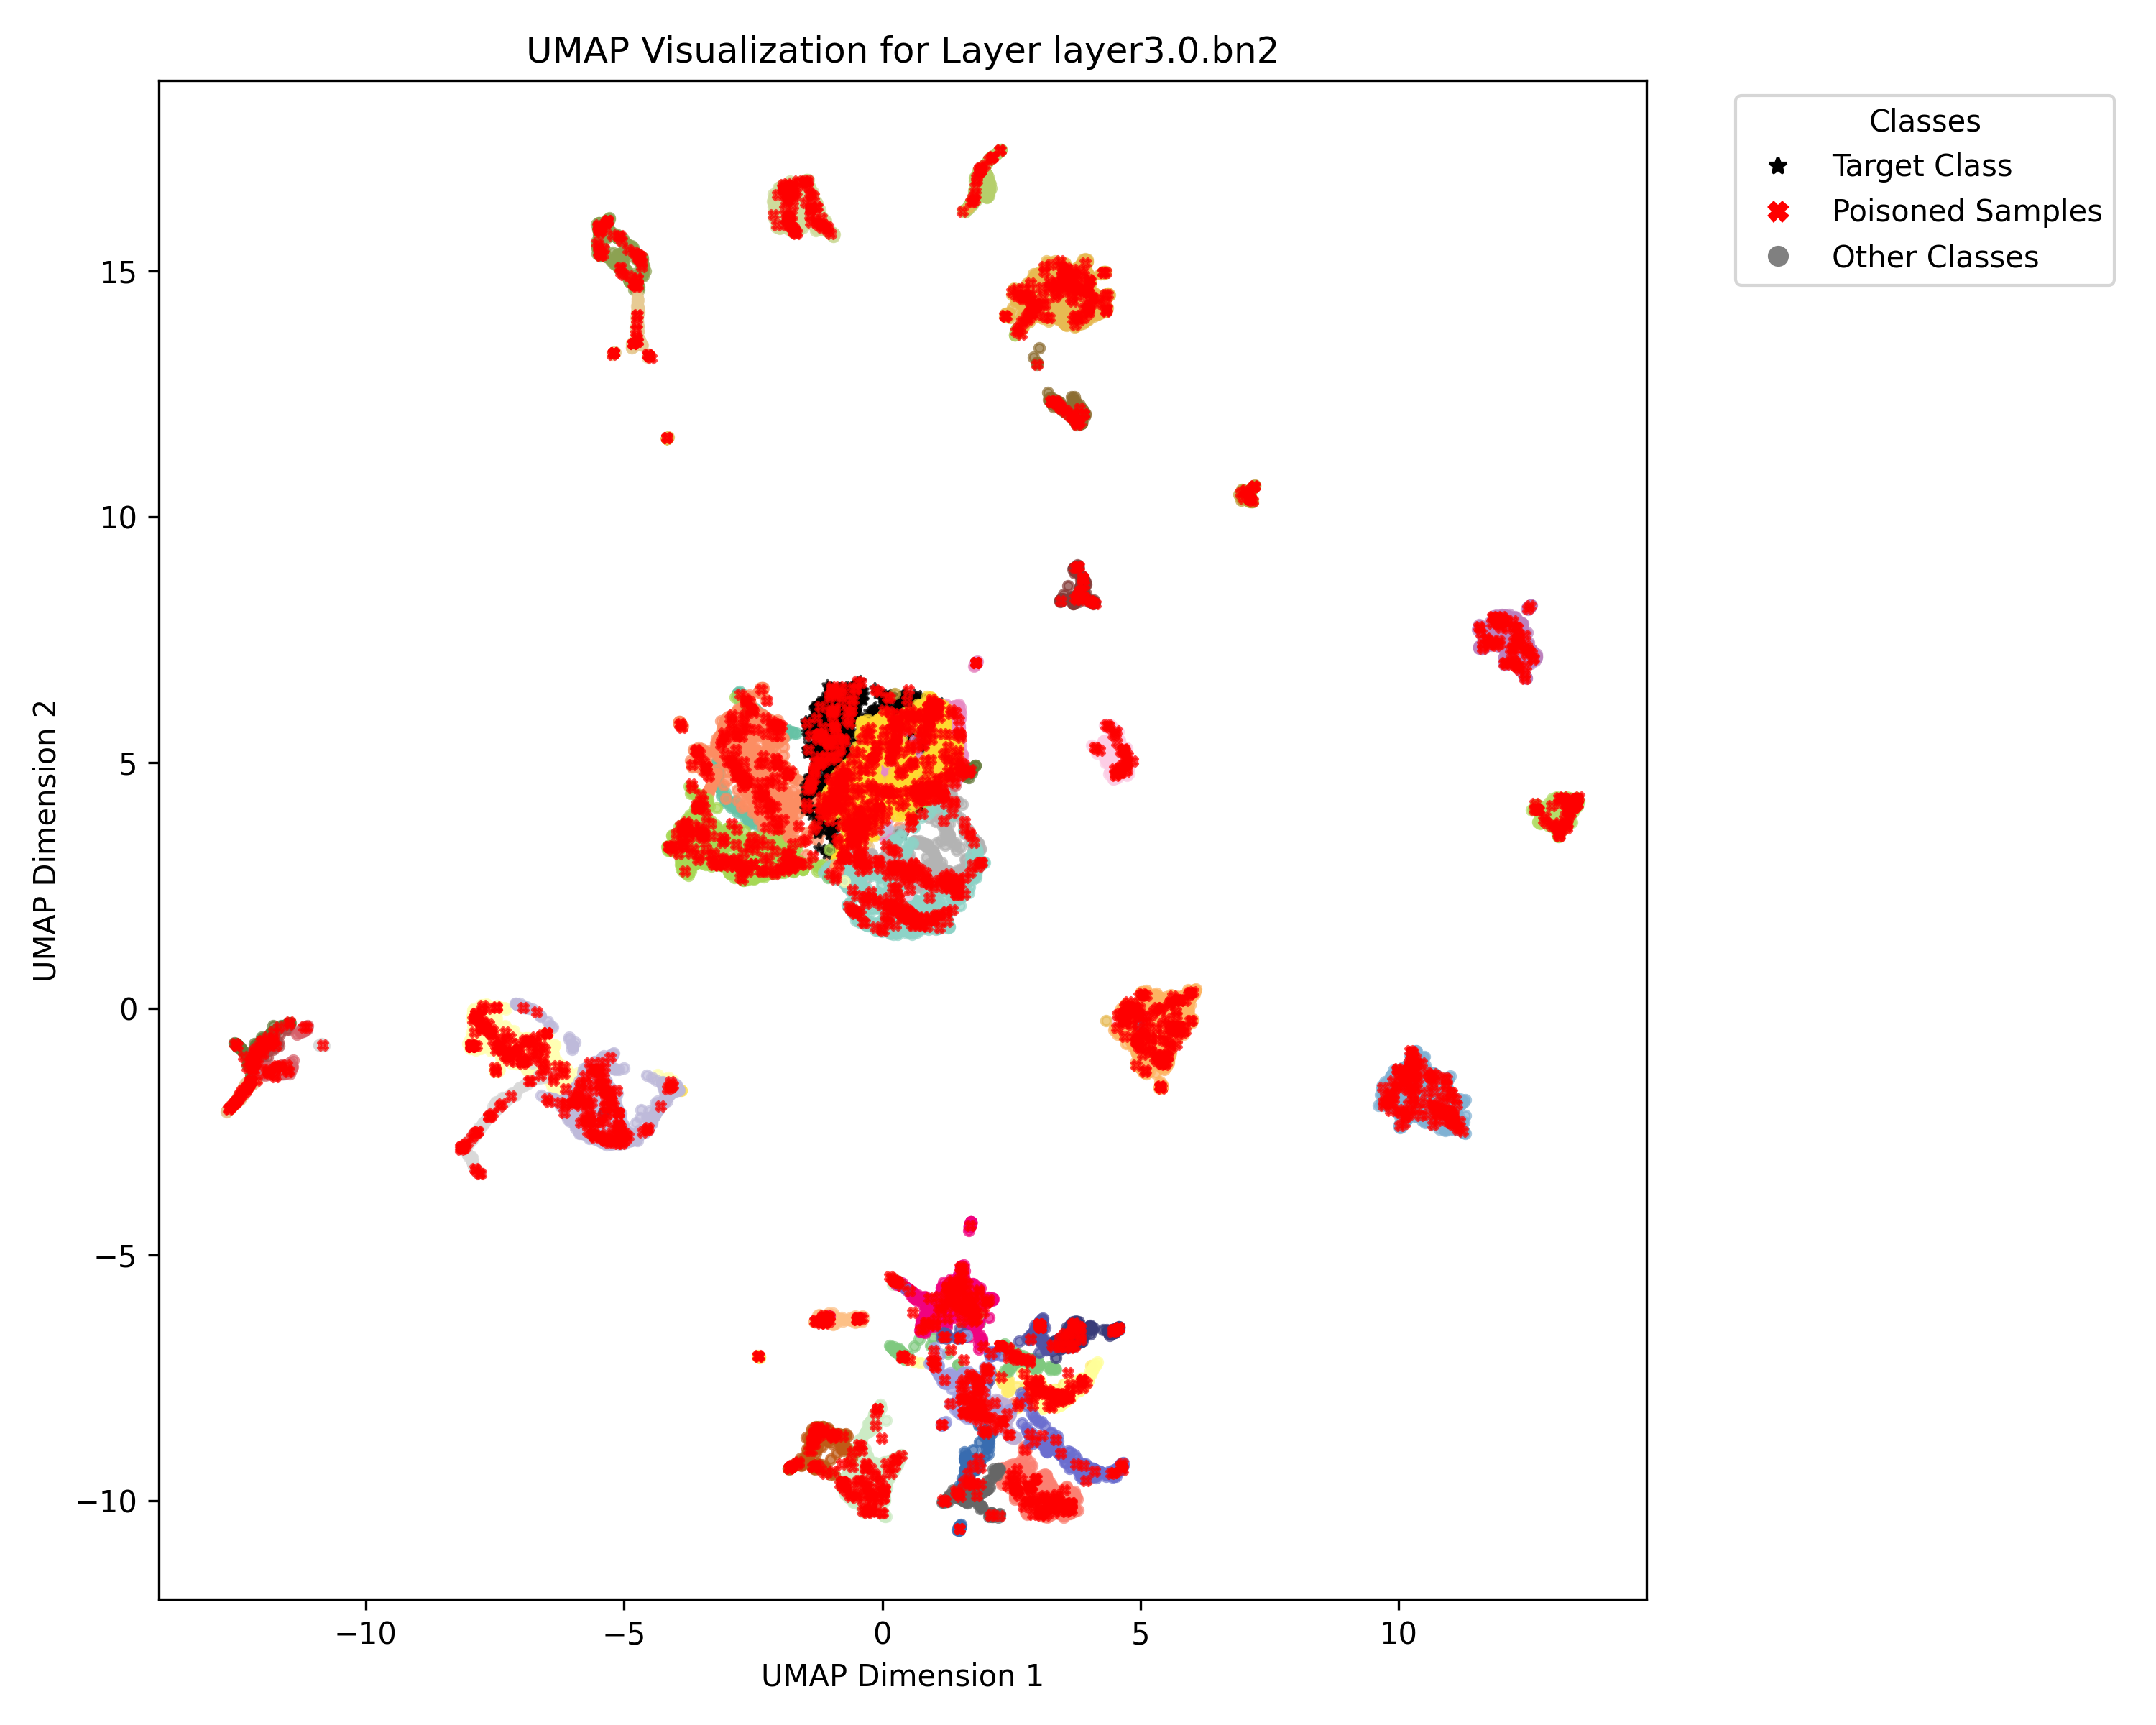 UMAP Visualization for Layer layer3.0.bn2
Classes
Target Class
Poisoned Samples
Other Classes
UMAP Dimension 2
15
10
5
0
−5
−10
−10
−5
0
5
10
UMAP Dimension 1